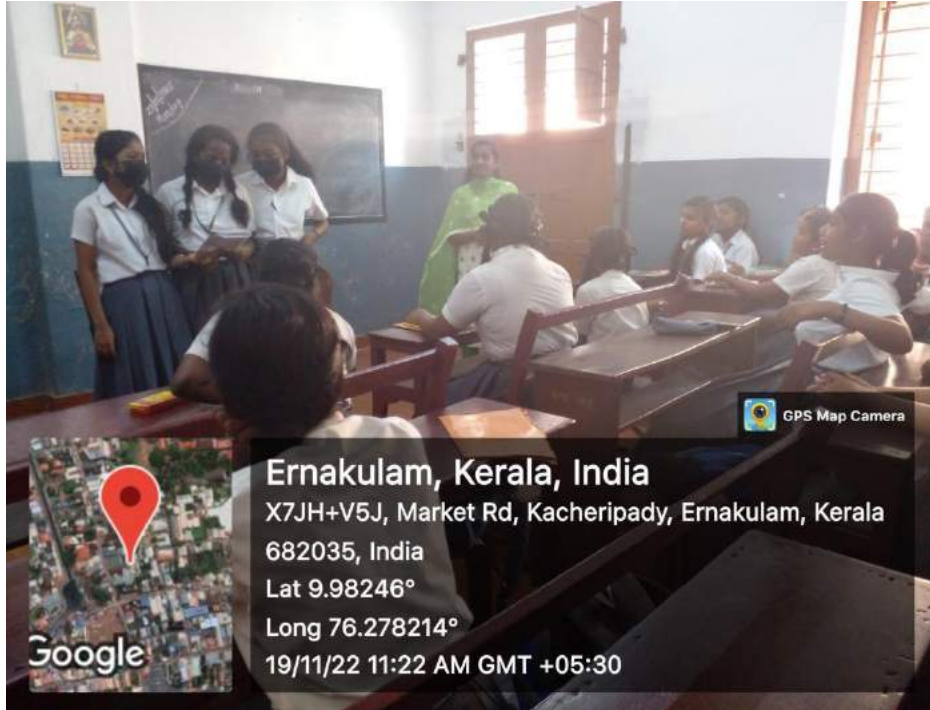 GPS Map Camera
Ernakulam, Kerala, India
X7JH+V5J, Market Rd, Kacheripady, Ernakulam, Kerala
682035, India
Lat 9.98246°
Long 76.278214°
19/11/22 11:22 AM GMT +05:30
Google